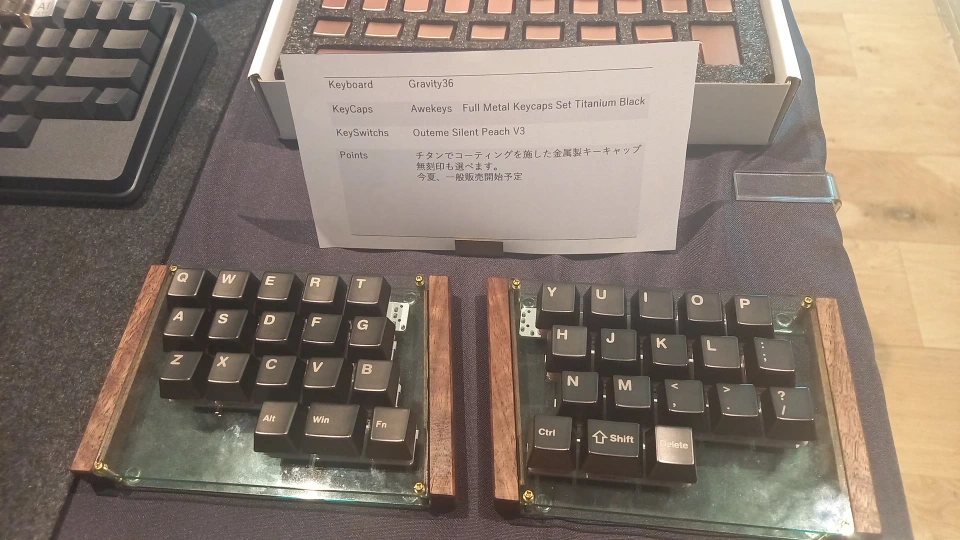 Keyboard Gravity36
KeyCaps Awekeys Full Metal Keycaps Set Titanium Black
KeySwitchs Outeme Silent Peach V3
Points チタンでコーティングを施した金属製キーキャップ
無刻印も選べます。
今夏、一般販売開始予定
Q W E R T
Y U I O P
A S D F G
H J K L : ;
Z X C V B
N M < , > . ? /
Alt Win Fn
Ctrl Shift Delete